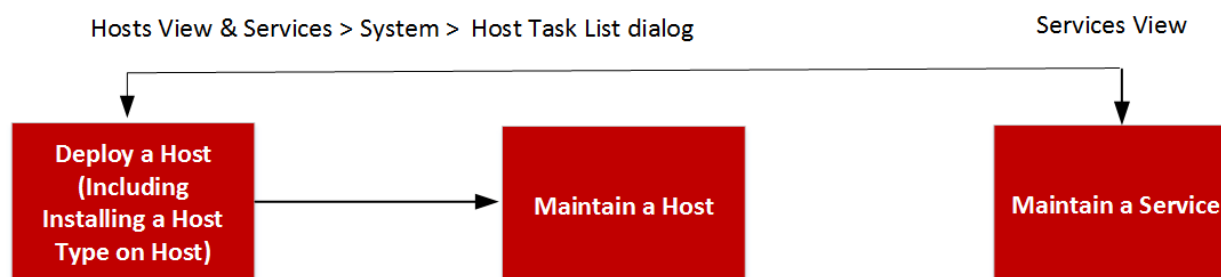 Hosts View & Services > System > Host Task List dialog
Services View
Deploy a Host
(Including
Installing a Host
Type on Host)
Maintain a Host
Maintain a Service